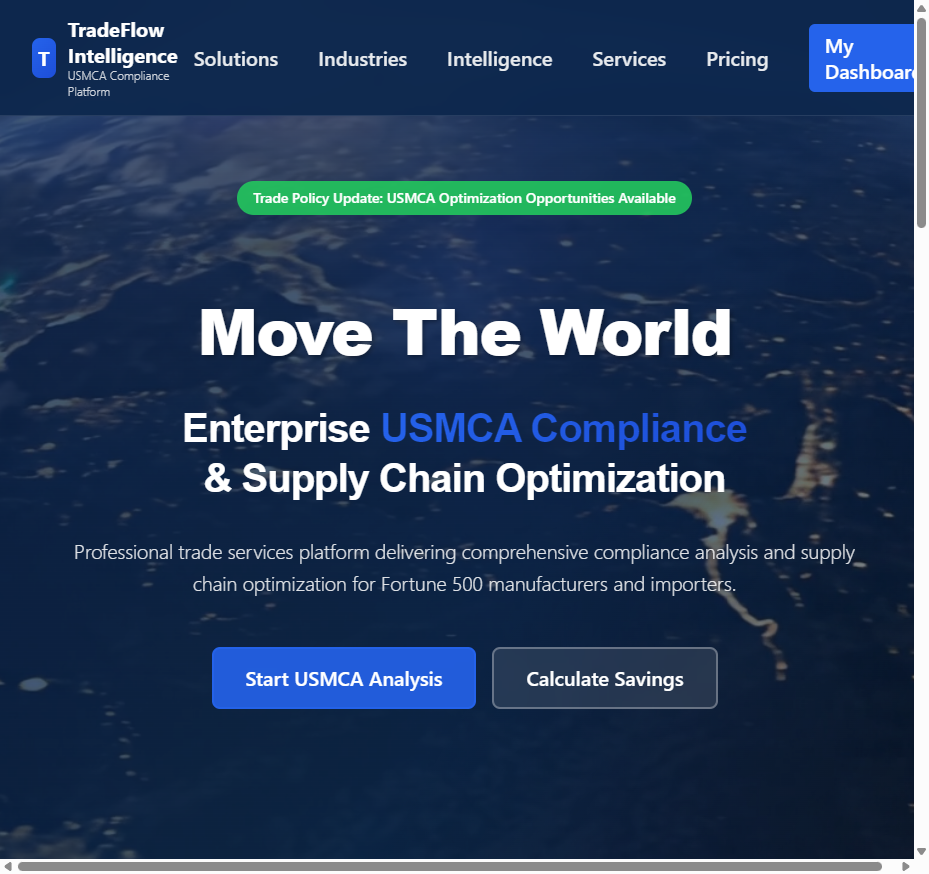 T
TradeFlow
Intelligence
USMCA Compliance
Platform
Solutions
Industries
Intelligence
Services
Pricing
My
Trade Policy Update: USMCA Optimization Opportunities Available
Move The World
Enterprise USMCA Compliance
& Supply Chain Optimization
Professional trade services platform delivering comprehensive compliance analysis and supply
chain optimization for Fortune 500 manufacturers and importers.
Start USMCA Analysis
Calculate Savings